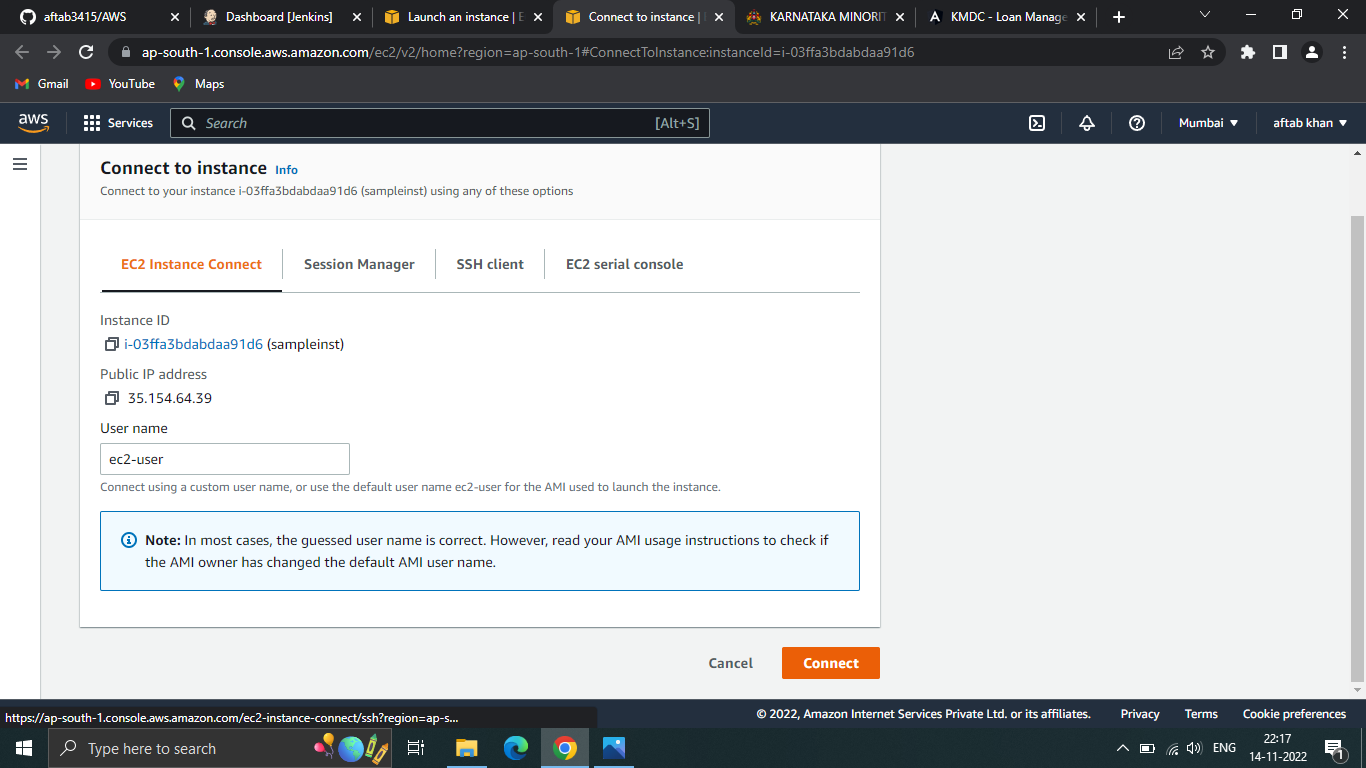 aftab3415/AWS
Dashboard [Jenkins]
Launch an instance | E
Connect to instance |
KARNATAKA MINORIT
KMDC - Loan Manage
ap-south-1.console.aws.amazon.com/ec2/v2/home?region=ap-south-1#ConnectToInstance:instanceId=i-03ffa3bdabdaa91d6
Gmail
YouTube
Maps
aws
Services
Search
[Alt+S]
Mumbai
aftab khan
Connect to instance Info
Connect to your instance i-03ffa3bdabdaa91d6 (sampleinst) using any of these options
EC2 Instance Connect
Session Manager
SSH client
EC2 serial console
Instance ID
i-03ffa3bdabdaa91d6 (sampleinst)
Public IP address
35.154.64.39
User name
ec2-user
Connect using a custom user name, or use the default user name ec2-user for the AMI used to launch the instance.
Note: In most cases, the guessed user name is correct. However, read your AMI usage instructions to check if
the AMI owner has changed the default AMI user name.
Cancel
Connect
https://ap-south-1.console.aws.amazon.com/ec2-instance-connect/ssh?region=ap-s...
© 2022, Amazon Internet Services Private Ltd. or its affiliates.
Privacy
Terms
Cookie preferences
Type here to search
ENG
22:17
14-11-2022
1